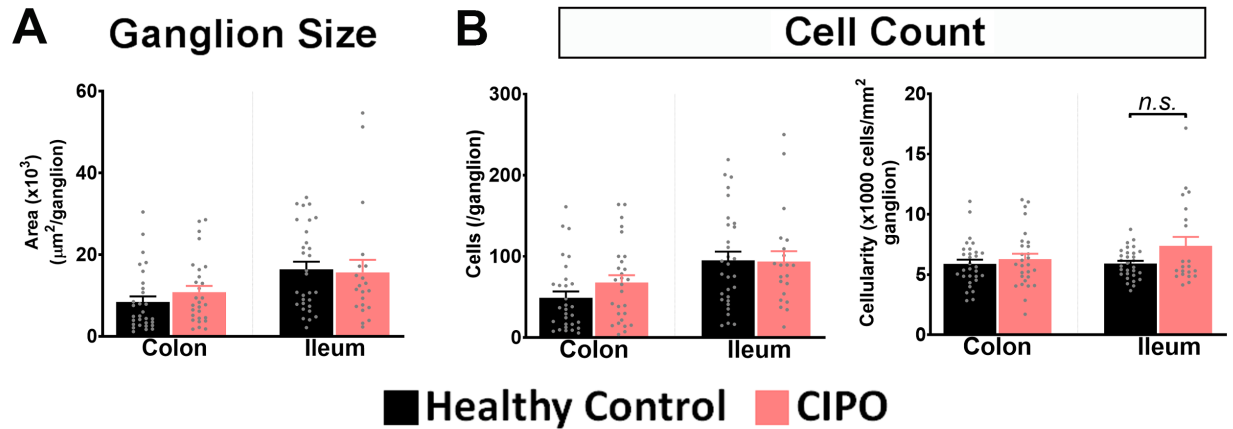 A
Ganglion Size
B
Cell Count
Area (x10³)
(µm²/ganglion)
60
40
20
0
Colon
Ileum
Cells (/ganglion)
300
200
100
0
Colon
Ileum
Cellularity (x1000 cells/mm²
ganglion)
20
15
10
5
0
n.s.
Colon
Ileum
Healthy Control
CIPO